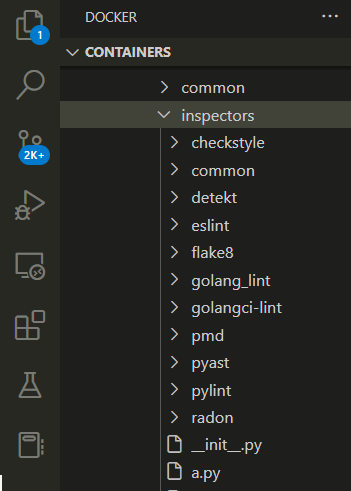 DOCKER
1
CONTAINERS
common
inspectors
2K+
checkstyle
common
detekt
eslint
flake8
golang_lint
golangci-lint
pmd
pyast
pylint
radon
__init__.py
a.py